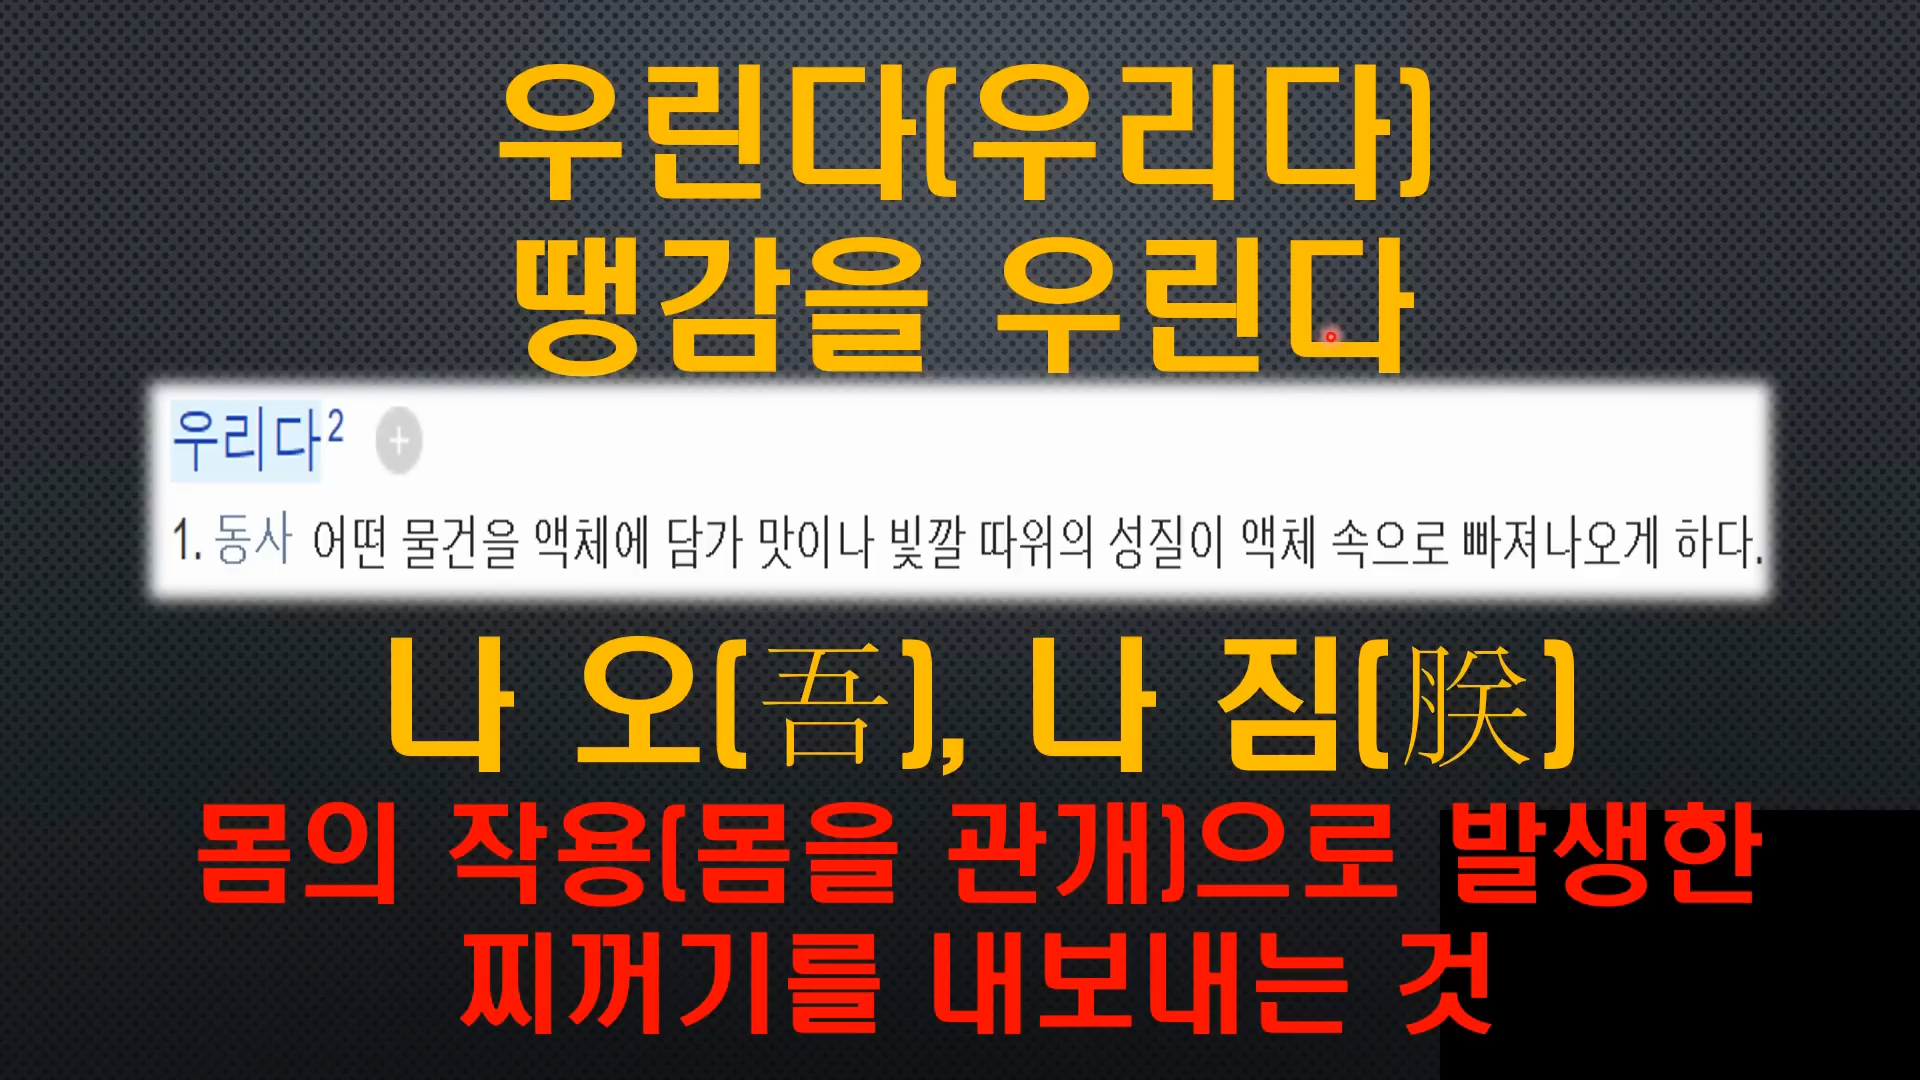 우린다(우리다)
땡감을 우린다
우리다² +
1. 동사 어떤 물건을 액체에 담가 맛이나 빛깔 따위의 성질이 액체 속으로 빠져나오게 하다.
나 오(吾), 나 짐(朕)
몸의 작용(몸을 관개)으로 발생한
찌꺼기를 내보내는 것